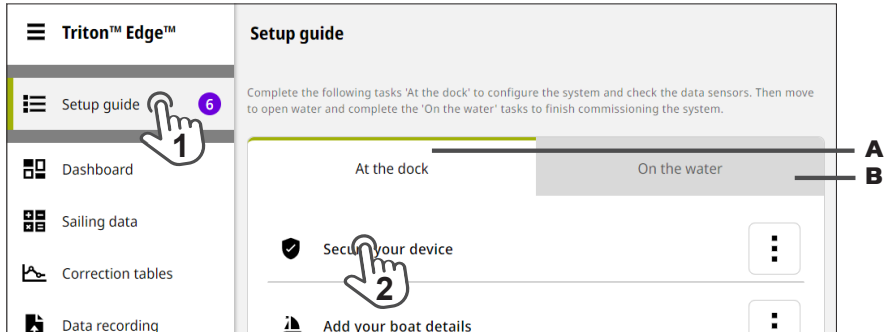 Triton™ Edge™
Setup guide
Setup guide
6
1
Complete the following tasks 'At the dock' to configure the system and check the data sensors. Then move
to open water and complete the 'On the water' tasks to finish commissioning the system.
At the dock
On the water
A
B
Dashboard
Sailing data
Secure your device
2
Correction tables
Data recording
Add your boat details